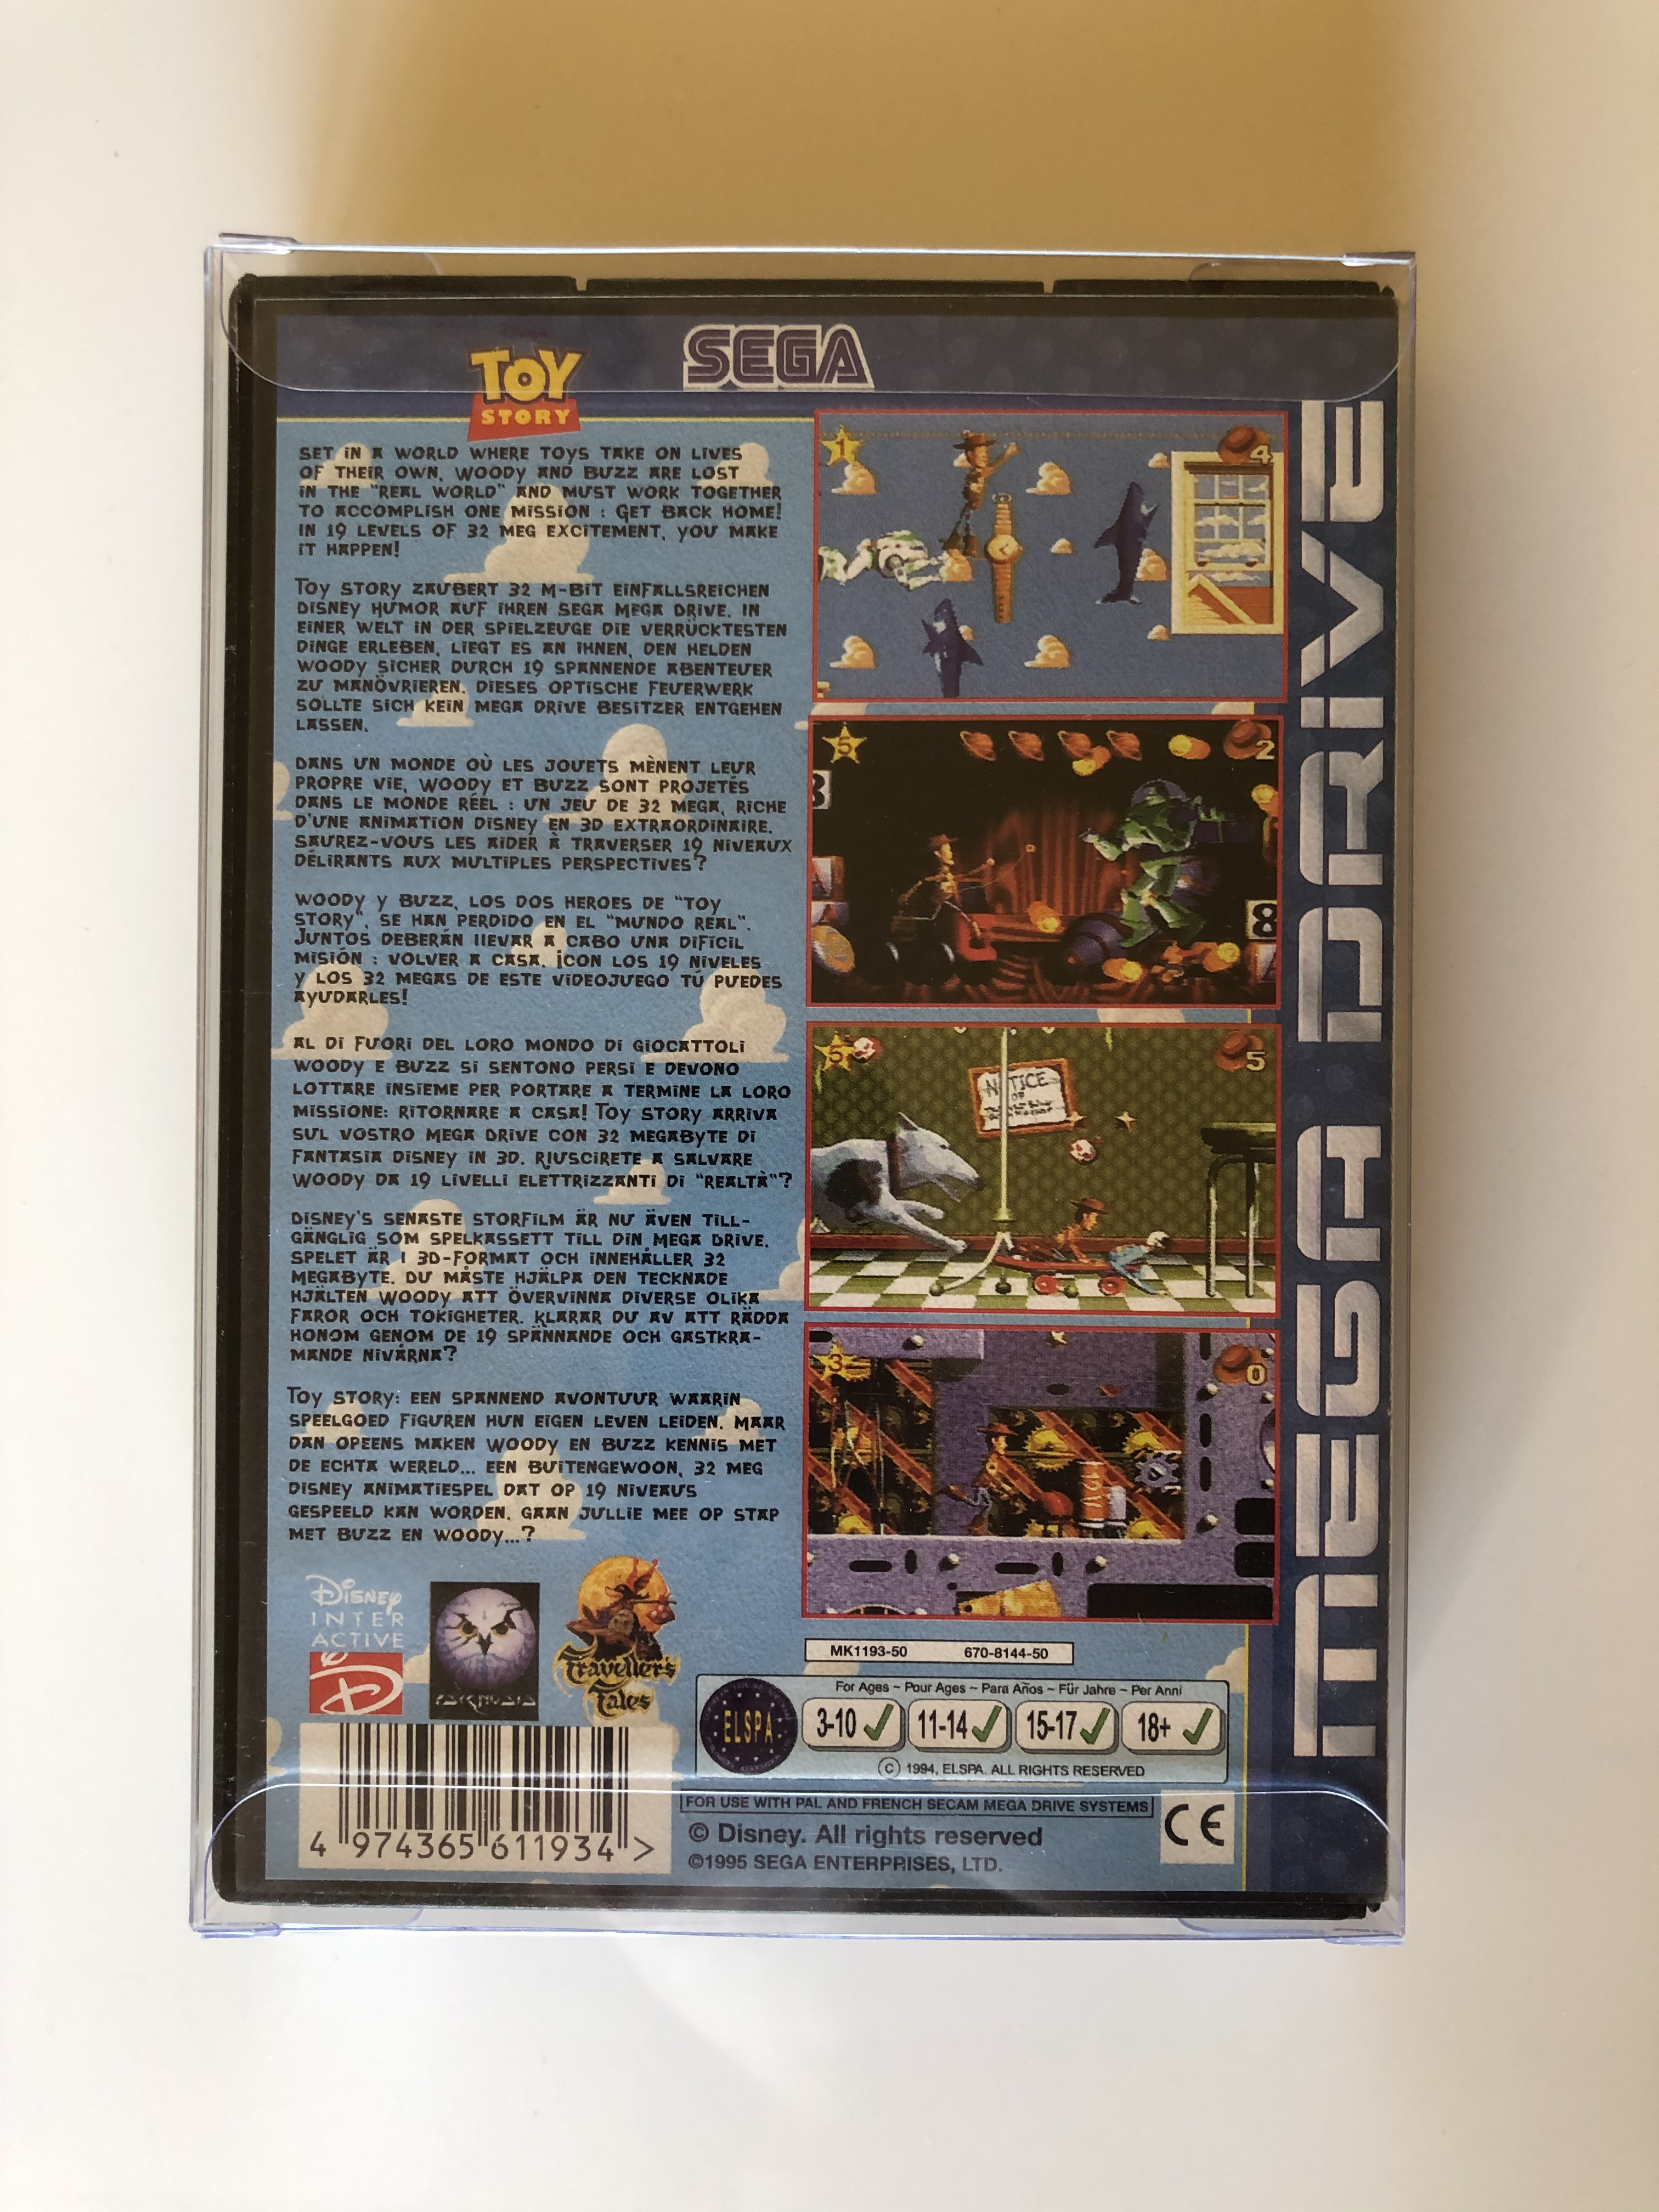 TOY
STORY
SEGA
MEGA DRIVE
SET IN A WORLD WHERE TOYS TAKE ON LIVES
OF THEIR OWN, WOODY AND BUZZ ARE LOST
IN THE "REAL WORLD" AND MUST WORK TOGETHER
TO ACCOMPLISH ONE MISSION : GET BACK HOME!
IN 19 LEVELS OF 32 MEG EXCITEMENT, YOU MAKE
IT HAPPEN!
TOY STORY ZAUBERT 32 M-BIT EINFALLSREICHEN
DISNEY HUMOR AUF IHREN SEGA MEGA DRIVE. IN
EINER WELT IN DER SPIELZEUGE DIE VERRÜCKTESTEN
DINGE ERLEBEN, LIEGT ES AN IHNEN, DEN HELDEN
WOODY SICHER DURCH 19 SPANNENDE ABENTEUER
ZU MANÖVRIEREN. DIESES OPTISCHE FEUERWERK
SOLLTE SICH KEIN MEGA DRIVE BESITZER ENTGEHEN
LASSEN.
DANS UN MONDE OÙ LES JOUETS MÈNENT LEUR
PROPRE VIE, WOODY ET BUZZ SONT PROJETÉS
DANS LE MONDE RÉEL : UN JEU DE 32 MEGA, RICHE
D'UNE ANIMATION DISNEY EN 3D EXTRAORDINAIRE.
SAUREZ-VOUS LES AIDER À TRAVERSER 19 NIVEAUX
DÉLIRANTS AUX MULTIPLES PERSPECTIVES?
WOODY Y BUZZ, LOS DOS HEROES DE "TOY
STORY", SE HAN PERDIDO EN EL "MUNDO REAL".
JUNTOS DEBERÁN llEVAR A CABO UNA DIFÍCIL
MISIÓN : VOLVER A CASA. ¡CON LOS 19 NIVELES
Y LOS 32 MEGAS DE ESTE VIDEOJUEGO TÚ PUEDES
AYUDARLES!
AL DI FUORI DEL LORO MONDO DI GIOCATTOLI
WOODY E BUZZ SI SENTONO PERSI E DEVONO
LOTTARE INSIEME PER PORTARE A TERMINE LA LORO
MISSIONE: RITORNARE A CASA! TOY STORY ARRIVA
SUL VOSTRO MEGA DRIVE CON 32 MEGABYTE DI
FANTASIA DISNEY IN 3D. RIUSCIRETE A SALVARE
WOODY DA 19 LIVELLI ELETTRIZZANTI DI "REALTÀ"?
DISNEY'S SENASTE STORFILM ÄR NU ÄVEN TILL-
GÄNGLIG SOM SPELKASSETT TILL DIN MEGA DRIVE.
SPELET ÄR I 3D-FORMAT OCH INNEHÅLLER 32
MEGABYTE. DU MÅSTE HJÄLPA DEN TECKNADE
HJÄLTEN WOODY ATT ÖVERVINNA DIVERSE OLIKA
FAROR OCH TOKIGHETER. KLARAR DU AV ATT RÄDDA
HONOM GENOM DE 19 SPÄNNANDE OCH GASTKRA-
MANDE NIVÅRNA?
TOY STORY: EEN SPANNEND AVONTUUR WAARIN
SPEELGOED FIGUREN HUN EIGEN LEVEN LEIDEN. MAAR
DAN OPEENS MAKEN WOODY EN BUZZ KENNIS MET
DE ECHTA WERELD... EEN BUITENGEWOON, 32 MEG
DISNEY ANIMATIESPEL DAT OP 19 NIVEAUS
GESPEELD KAN WORDEN. GAAN JULLIE MEE OP STAP
MET BUZZ EN WOODY...?
1
4
5
2
8
5
5
NOTICE
OF
3
0
DISNEY
INTER
ACTIVE
PSYGNOSIS
Traveller's
Tales
MK1193-50 670-8144-50
For Ages ~ Pour Ages ~ Para Años ~ Für Jahre ~ Per Anni
ELSPA
3-10 11-14 15-17 18+
© 1994, ELSPA. ALL RIGHTS RESERVED
FOR USE WITH PAL AND FRENCH SECAM MEGA DRIVE SYSTEMS
© Disney. All rights reserved
©1995 SEGA ENTERPRISES, LTD.
CE
4 974365 611934 >